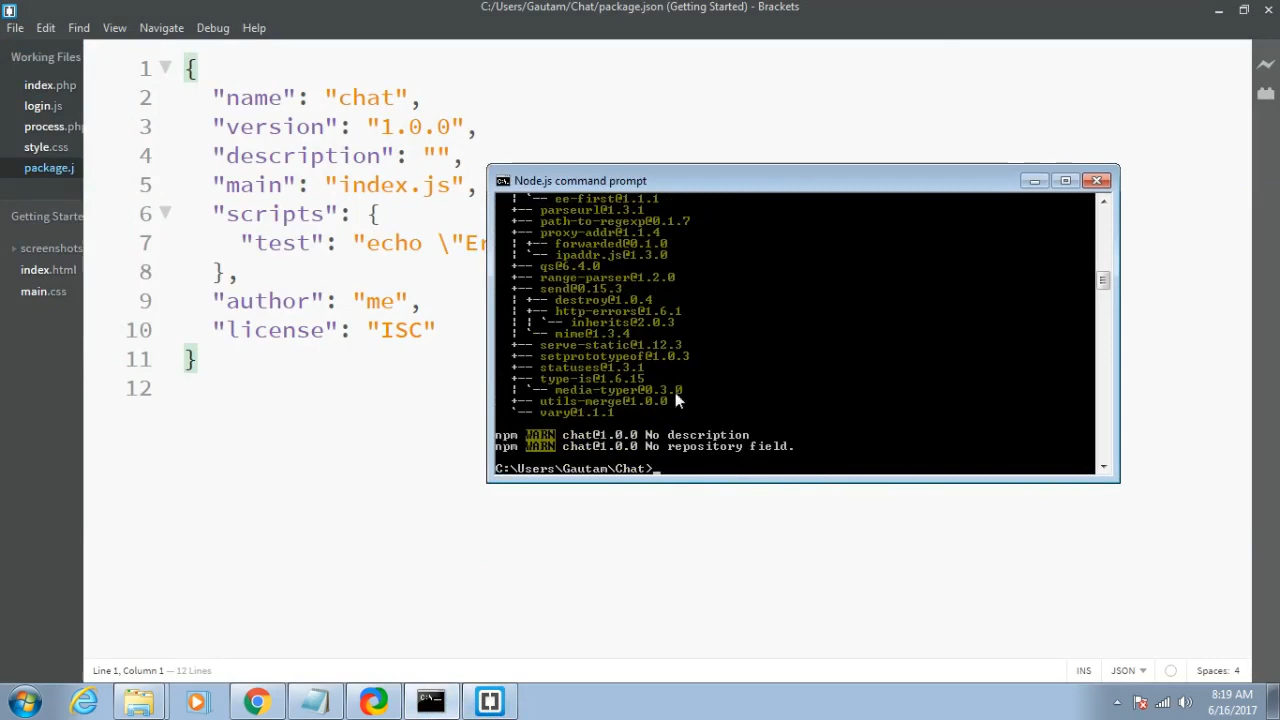 C:/Users/Gautam/Chat/package.json (Getting Started) - Brackets
File Edit Find View Navigate Debug Help
Working Files
index.php
login.js
process.php
style.css
package.j
Getting Starte
screenshots
index.html
main.css
1 {
2 "name": "chat",
3 "version": "1.0.0",
4 "description": "",
5 "main": "index.js",
6 "scripts": {
7 "test": "echo \"Er
8 },
9 "author": "me",
10 "license": "ISC"
11 }
12
Node.js command prompt
| `-- ee-first@1.1.1
+-- parseurl@1.3.1
+-- path-to-regexp@0.1.7
+-- proxy-addr@1.1.4
| +-- forwarded@0.1.0
| `-- ipaddr.js@1.3.0
+-- qs@6.4.0
+-- range-parser@1.2.0
+-- send@0.15.3
| +-- destroy@1.0.4
| +-- http-errors@1.6.1
| | `-- inherits@2.0.3
| `-- mime@1.3.4
+-- serve-static@1.12.3
+-- setprototypeof@1.0.3
+-- statuses@1.3.1
+-- type-is@1.6.15
| `-- media-typer@0.3.0
+-- utils-merge@1.0.0
`-- vary@1.1.1
npm WARN chat@1.0.0 No description
npm WARN chat@1.0.0 No repository field.
C:\Users\Gautam\Chat>_
Line 1, Column 1 — 12 Lines
INS JSON Spaces: 4
8:19 AM
6/16/2017